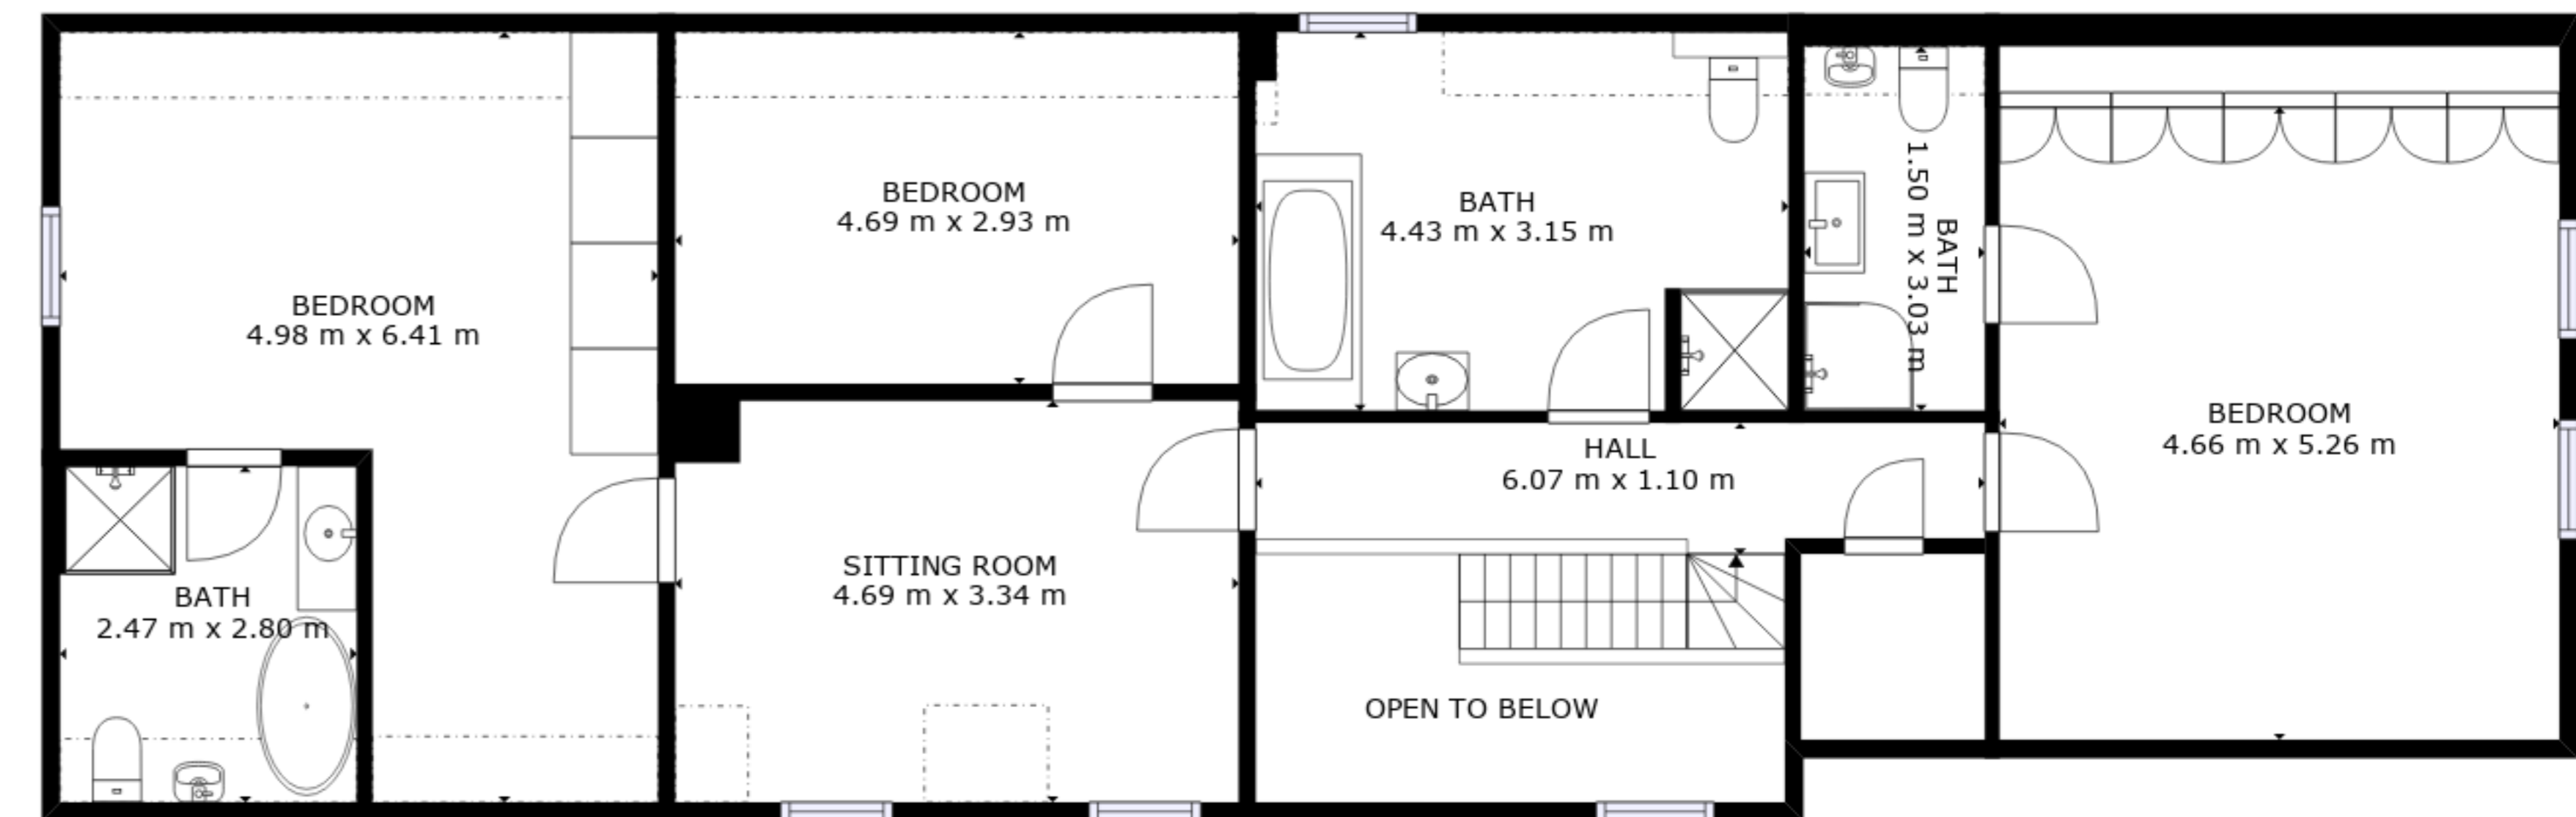 BEDROOM
4.98 m x 6.41 m
BEDROOM
4.69 m x 2.93 m
BATH
4.43 m x 3.15 m
BATH
1.50 m x 3.03 m
BEDROOM
4.66 m x 5.26 m
HALL
6.07 m x 1.10 m
SITTING ROOM
4.69 m x 3.34 m
BATH
2.47 m x 2.80 m
OPEN TO BELOW